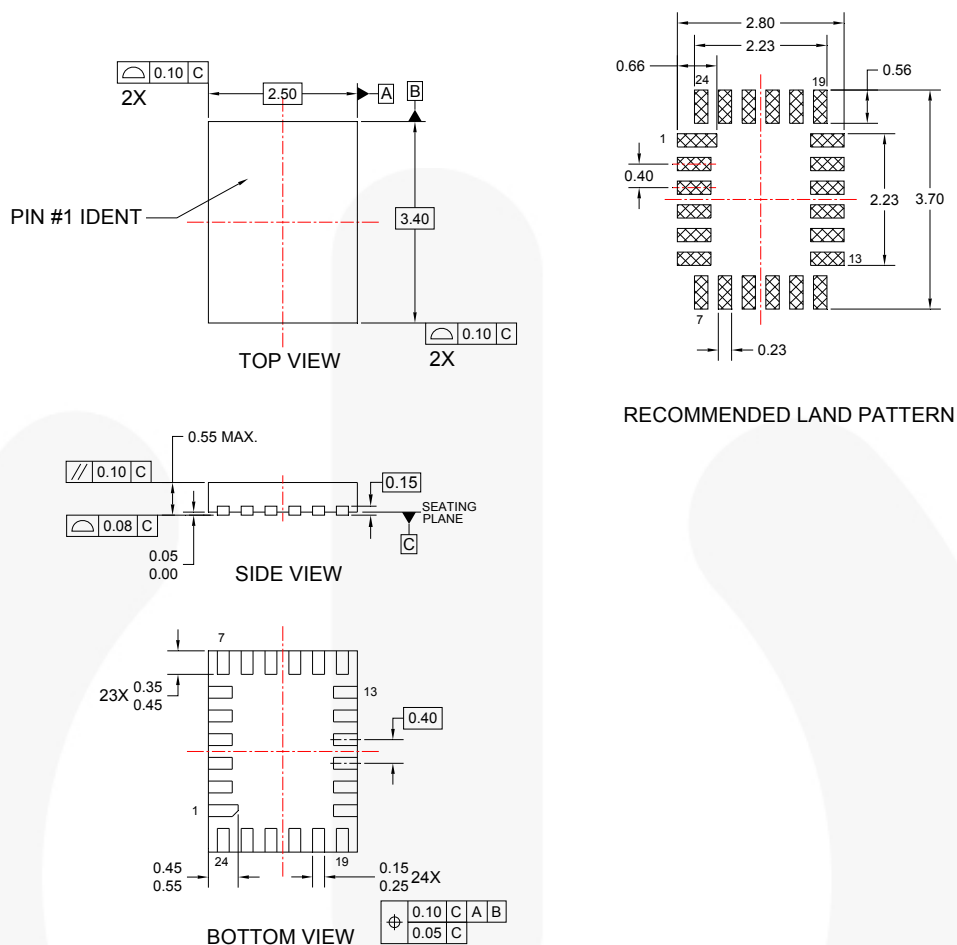 0.10 C
2X
2.50
A
B
PIN #1 IDENT
3.40
0.10 C
2X
TOP VIEW
2.80
2.23
0.66
24
19
0.56
1
0.40
2.23
3.70
13
7
0.23
RECOMMENDED LAND PATTERN
0.55 MAX.
// 0.10 C
0.15
SEATING
PLANE
0.08 C
C
0.05
0.00
SIDE VIEW
7
23X 0.35
0.45
13
0.40
1
24
19
0.45
0.55
0.15
0.25 24X
0.10 C A B
0.05 C
BOTTOM VIEW